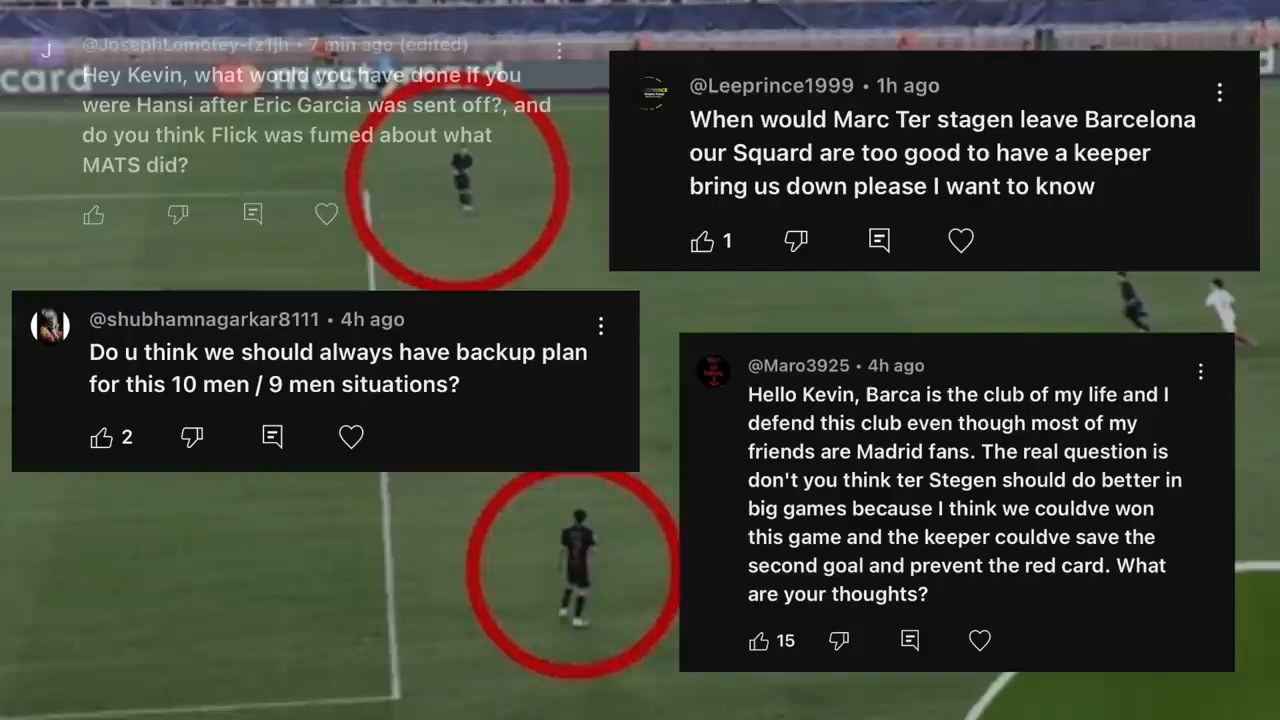 J
@JosephLomotey-fz1jh • 7 min ago (edited)
Hey Kevin, what would you have done if you
were Hansi after Eric Garcia was sent off?, and
do you think Flick was fumed about what
MATS did?
card
mastercard
@Leeprince1999 • 1h ago
When would Marc Ter stagen leave Barcelona
our Squard are too good to have a keeper
bring us down please I want to know
1
@shubhamnagarkar8111 • 4h ago
Do u think we should always have backup plan
for this 10 men / 9 men situations?
2
@Maro3925 • 4h ago
Hello Kevin, Barca is the club of my life and I
defend this club even though most of my
friends are Madrid fans. The real question is
don't you think ter Stegen should do better in
big games because I think we couldve won
this game and the keeper couldve save the
second goal and prevent the red card. What
are your thoughts?
15